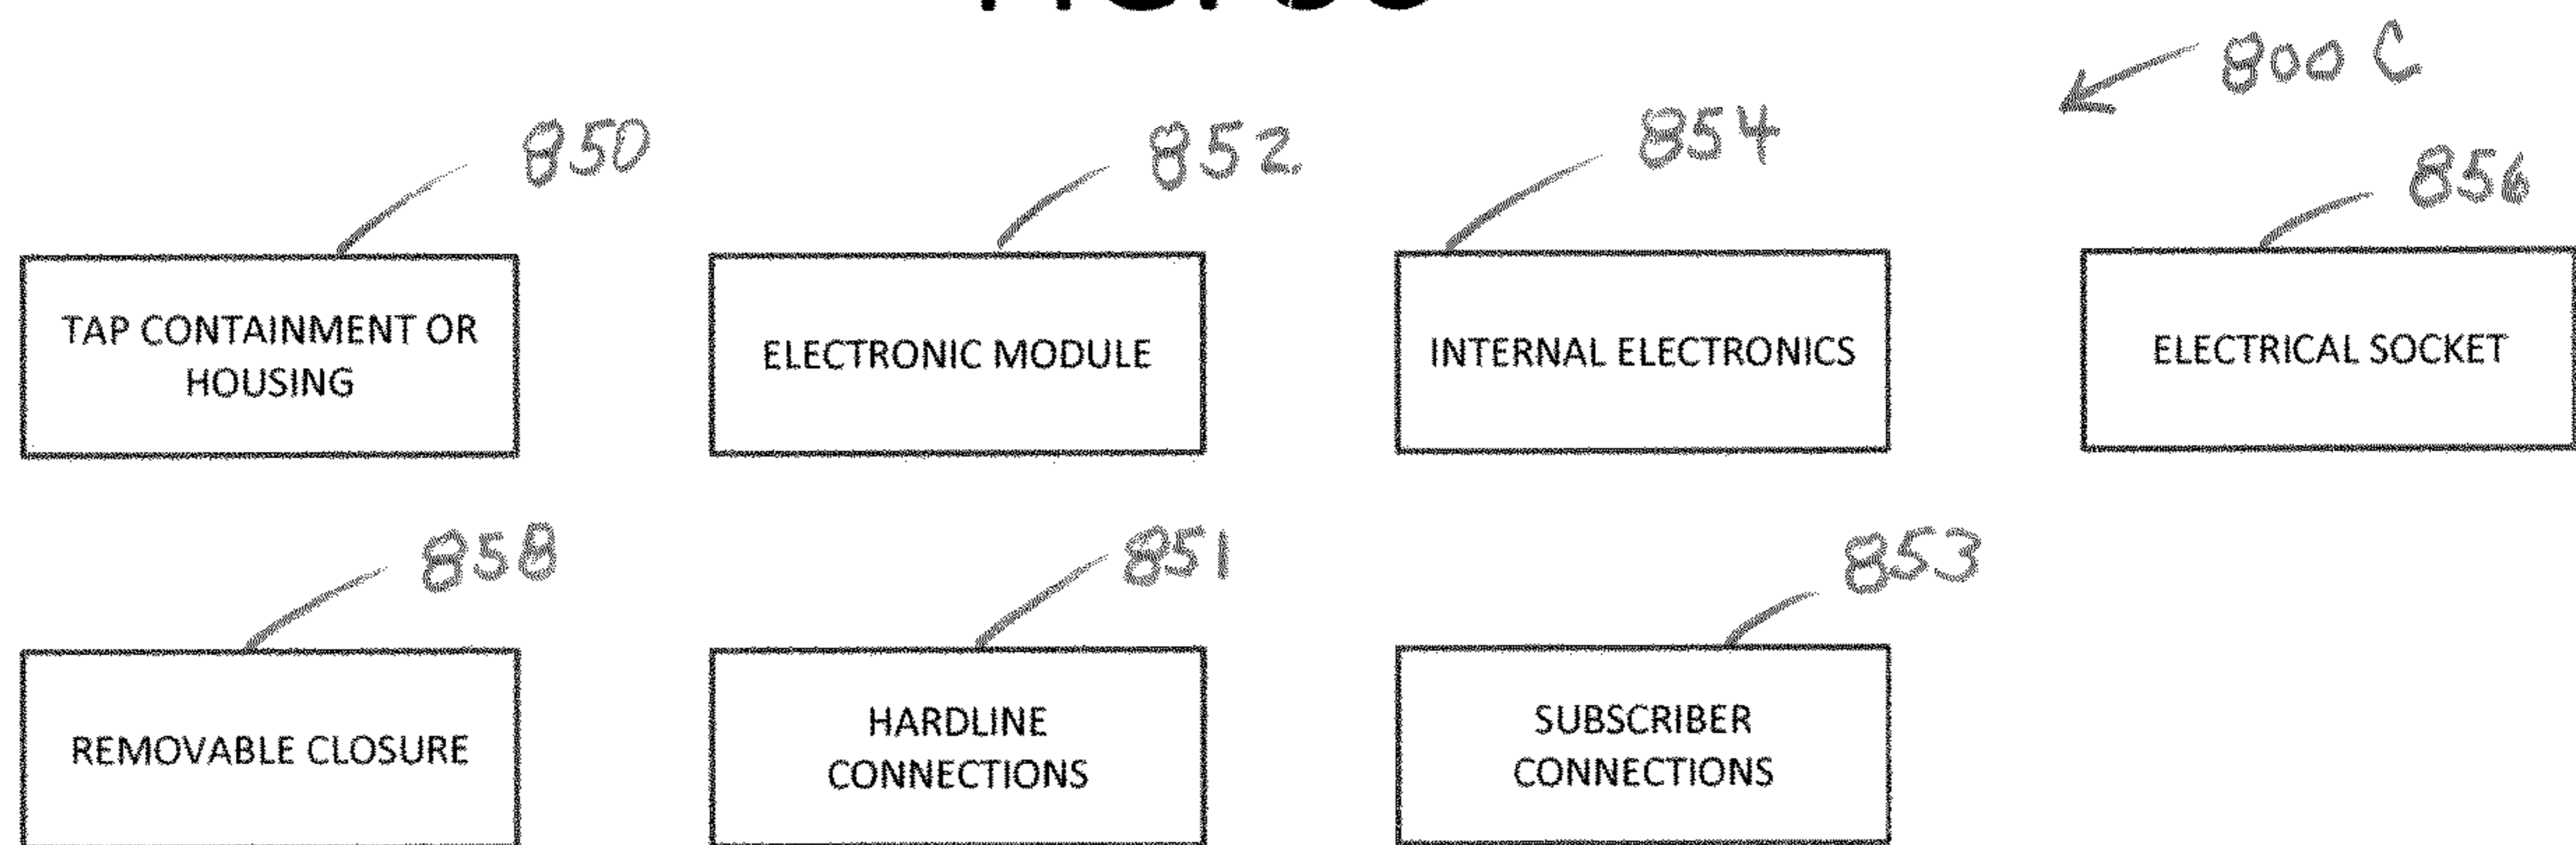 800 C
850
852
854
856
TAP CONTAINMENT OR
HOUSING
ELECTRONIC MODULE
INTERNAL ELECTRONICS
ELECTRICAL SOCKET
858
851
853
REMOVABLE CLOSURE
HARDLINE
CONNECTIONS
SUBSCRIBER
CONNECTIONS